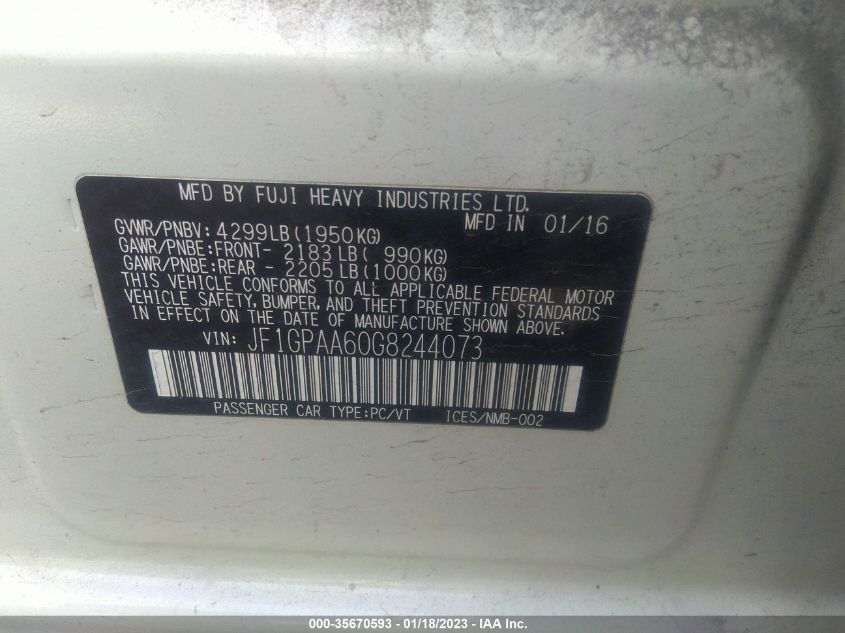 MFD BY FUJI HEAVY INDUSTRIES LTD.
MFD IN 01/16
GVWR/PNBV: 4299LB(1950KG)
GAWR/PNBE:FRONT- 2183LB( 990KG)
GAWR/PNBE:REAR - 2205LB(1000KG)
THIS VEHICLE CONFORMS TO ALL APPLICABLE FEDERAL MOTOR
VEHICLE SAFETY, BUMPER, AND THEFT PREVENTION STANDARDS
IN EFFECT ON THE DATE OF MANUFACTURE SHOWN ABOVE.
VIN: JF1GPAA60G8244073
PASSENGER CAR TYPE:PC/VT ICES/NMB-002
000-35670593 - 01/18/2023 - IAA Inc.